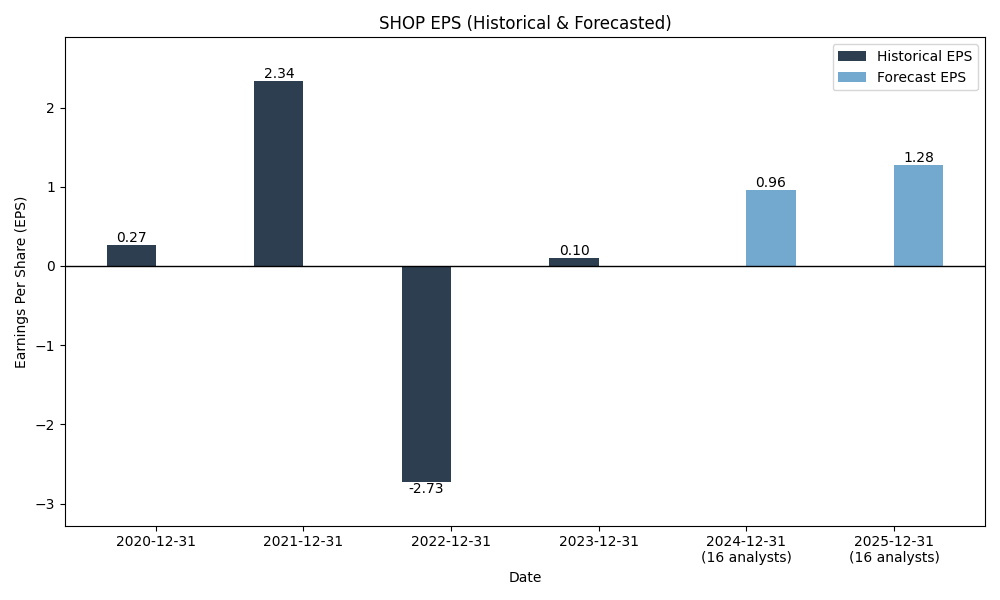 SHOP EPS (Historical & Forecasted)
Historical EPS
Forecast EPS
Earnings Per Share (EPS)
2
1
0
−1
−2
−3
0.27
2.34
-2.73
0.10
0.96
1.28
2020-12-31
2021-12-31
2022-12-31
2023-12-31
2024-12-31
(16 analysts)
2025-12-31
(16 analysts)
Date